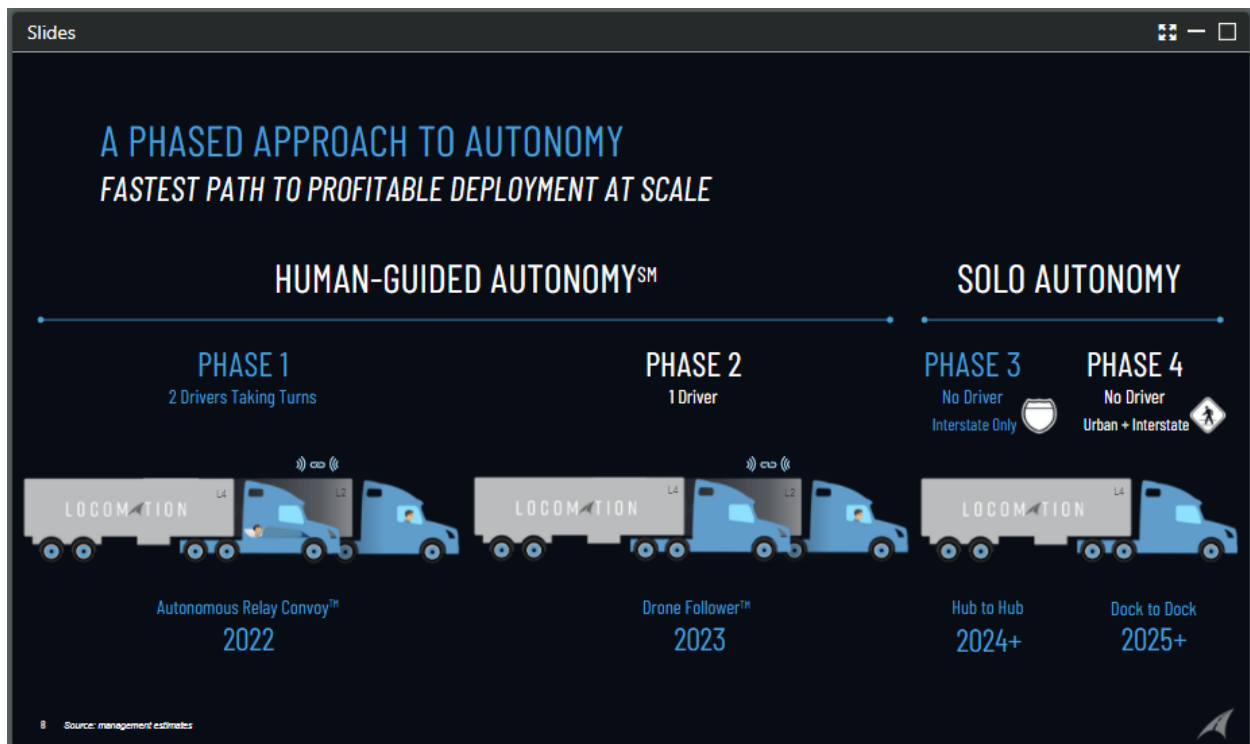 Slides
A PHASED APPROACH TO AUTONOMY
FASTEST PATH TO PROFITABLE DEPLOYMENT AT SCALE
HUMAN-GUIDED AUTONOMY℠
SOLO AUTONOMY
PHASE 1
2 Drivers Taking Turns
PHASE 2
1 Driver
PHASE 3
No Driver
Interstate Only
PHASE 4
No Driver
Urban + Interstate
L4
L2
LOCOMATION
L4
L2
LOCOMATION
L4
LOCOMATION
Autonomous Relay Convoy™
2022
Drone Follower™
2023
Hub to Hub
2024+
Dock to Dock
2025+
8 Source: management estimates